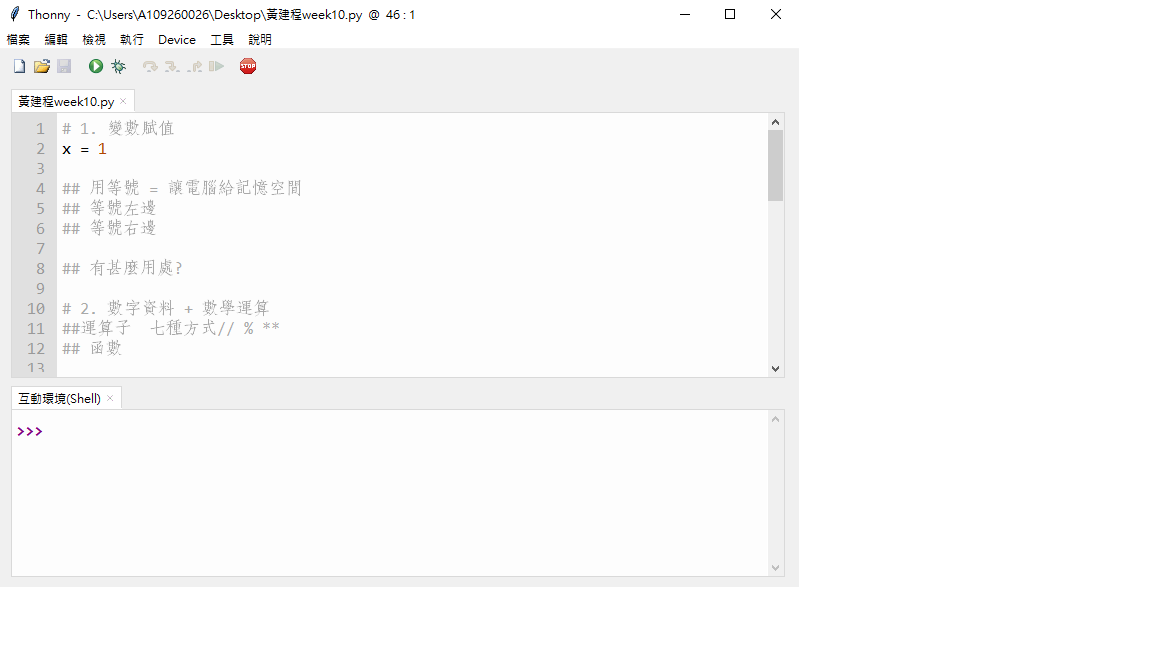 Thonny - C:\Users\A109260026\Desktop\黃建程week10.py @ 46 : 1
檔案 編輯 檢視 執行 Device 工具 說明
STOP
黃建程week10.py ×
1 # 1. 變數賦值
2 x = 1
3
4 ## 用等號 = 讓電腦給記憶空間
5 ## 等號左邊
6 ## 等號右邊
7
8 ## 有甚麼用處?
9
10 # 2. 數字資料 + 數學運算
11 ##運算子  七種方式// % **
12 ## 函數
13
互動環境(Shell) ×
>>>